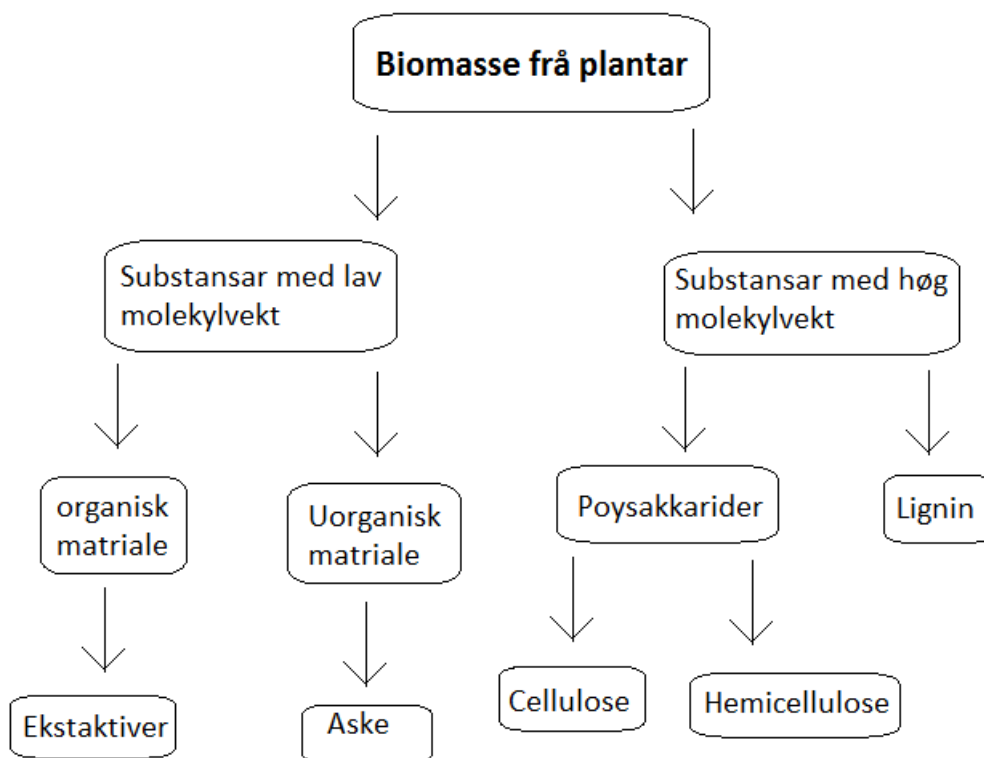 Biomasse frå plantar
Substansar med lav
molekylvekt
Substansar med høg
molekylvekt
organisk
matriale
Uorganisk
matriale
Poysakkarider
Lignin
Ekstaktiver
Aske
Cellulose
Hemicellulose